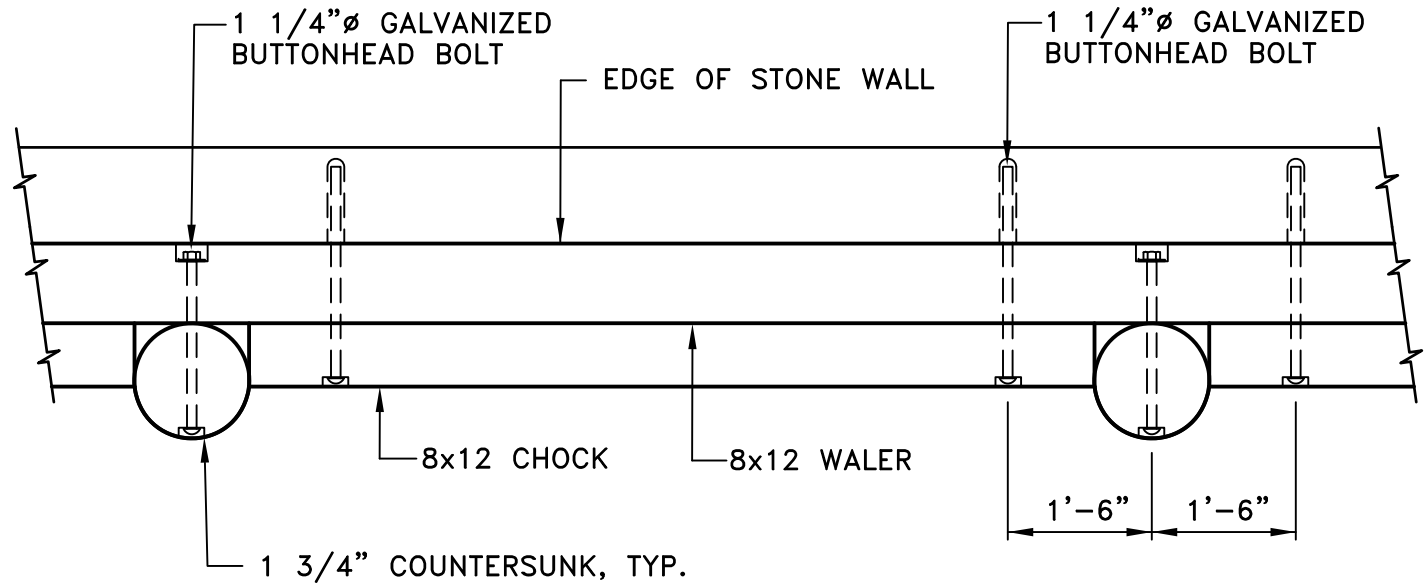 1 1/4”ø GALVANIZED
BUTTONHEAD BOLT
1 1/4”ø GALVANIZED
BUTTONHEAD BOLT
EDGE OF STONE WALL
8x12 CHOCK
8x12 WALER
1’-6”
1’-6”
1 3/4” COUNTERSUNK, TYP.